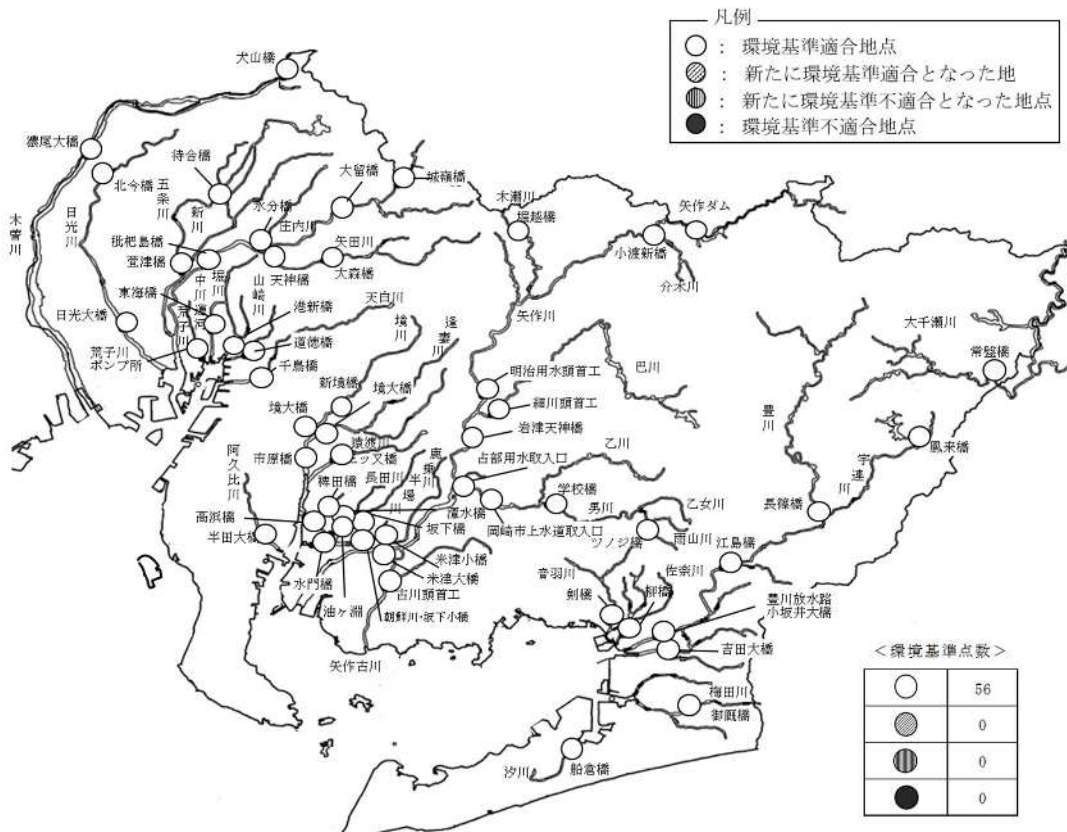 凡例
○ : 環境基準適合地点
: 新たに環境基準適合となった地
: 新たに環境基準不適合となった地点
● : 環境基準不適合地点
犬山橋
濃尾大橋
北今橋
待合橋
五条川
新川
水分橋
庄内川
大留橋
城嶺橋
木瀬川
堀越橋
矢作ダム
小渡新橋
木曽川
日光川
枇杷島橋
萱津橋
矢田川
大森橋
天神橋
堀川
中川運河
山崎川
東海橋
荒子川
港新橋
天白川
道徳橋
日光大橋
荒子川
ポンプ所
千鳥橋
境川
逢妻川
矢作川
大千瀬川
常盤橋
新境橋
境大橋
境大橋
明治用水頭首工
細川頭首工
巴川
豊川
岩津天神橋
鳳来橋
宇連川
市原橋
猿渡川
三ッ又橋
阿久比川
乙川
占部用水取入口
鹿乗川
半場川
長田川
稗田橋
学校橋
男川
乙女川
長篠橋
高浜橋
半田大橋
坂下橋
岡崎市上水道取入口
雨山川
ツノジ橋
江島橋
米津小橋
米津大橋
古川頭首工
水門橋
油ヶ淵
朝鮮川・坂下小橋
音羽川
佐奈川
剣橋
柳橋
豊川放水路
小坂井大橋
吉田大橋
矢作古川
梅田川
御厩橋
汐川
船倉橋
＜環境基準点数＞
○ 56
0
0
● 0